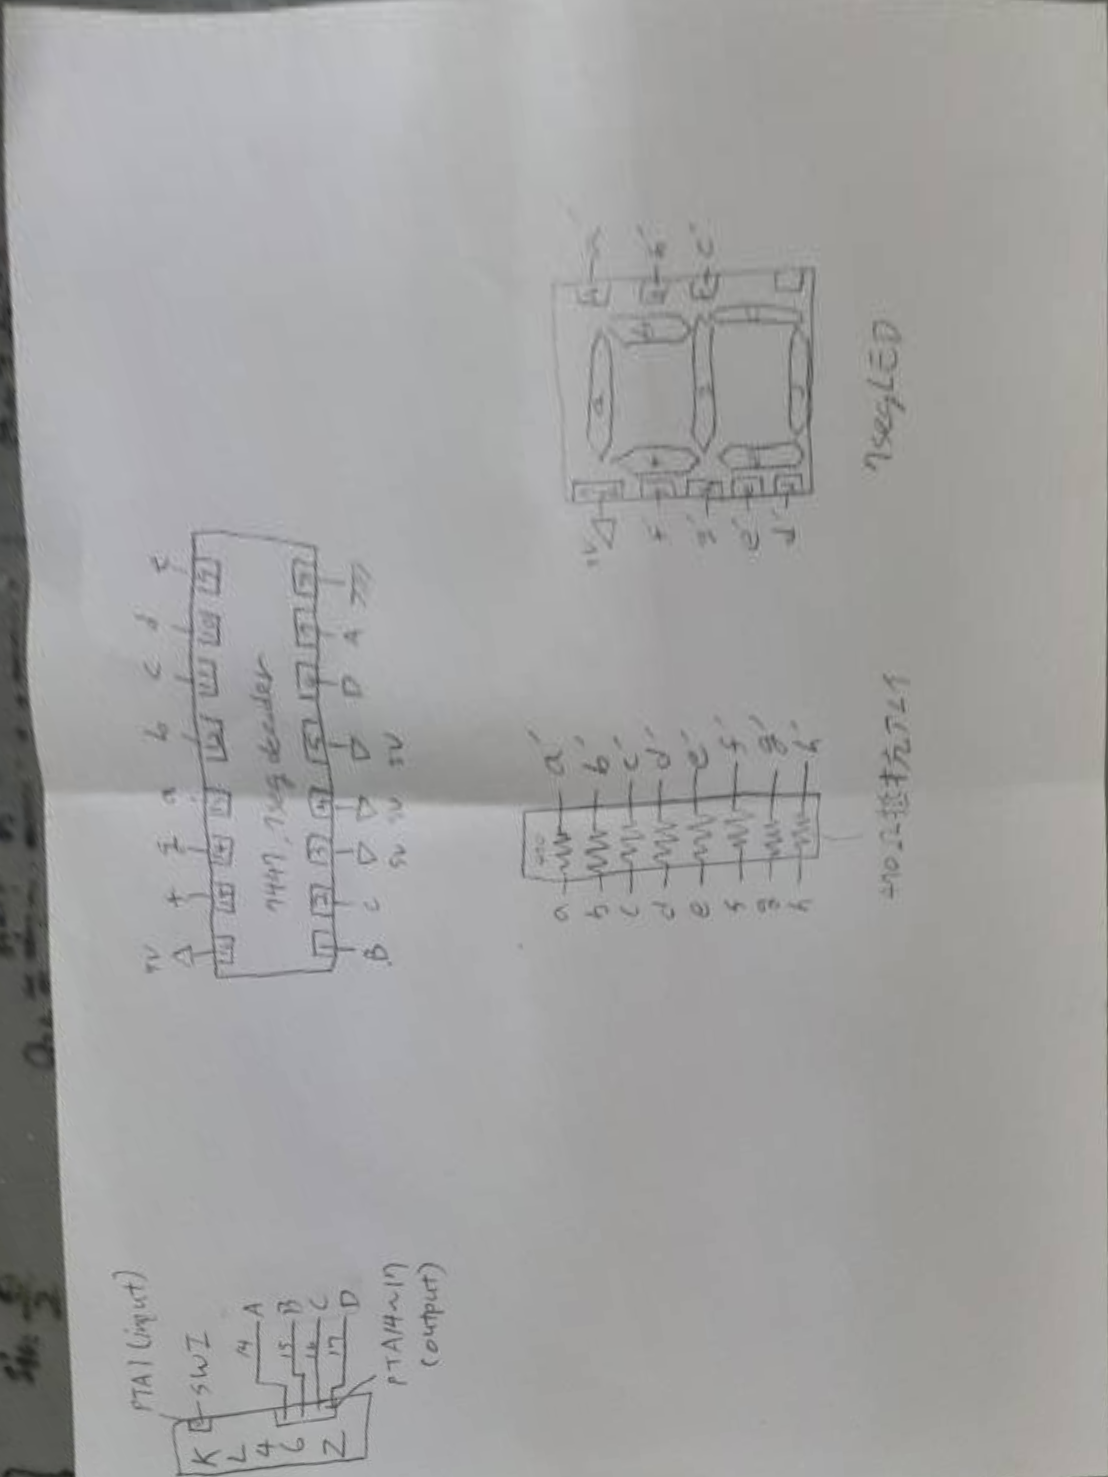 PTA1 (input)
K
SW1
L
4
6
Z
14 A
15 B
16 C
17 D
PTA14~17
(output)
5V f g a b c d e
16 15 14 13 12 11 10 9
7447, 7seg decoder
1 2 3 4 5 6 7 8
B C 5V 5V 5V D A
470
a a'
b b'
c c'
d d'
e e'
f f'
g g'
h h'
470Ω抵抗アレイ
5V a'
f' b'
g' c'
e'
d'
a
7segLED